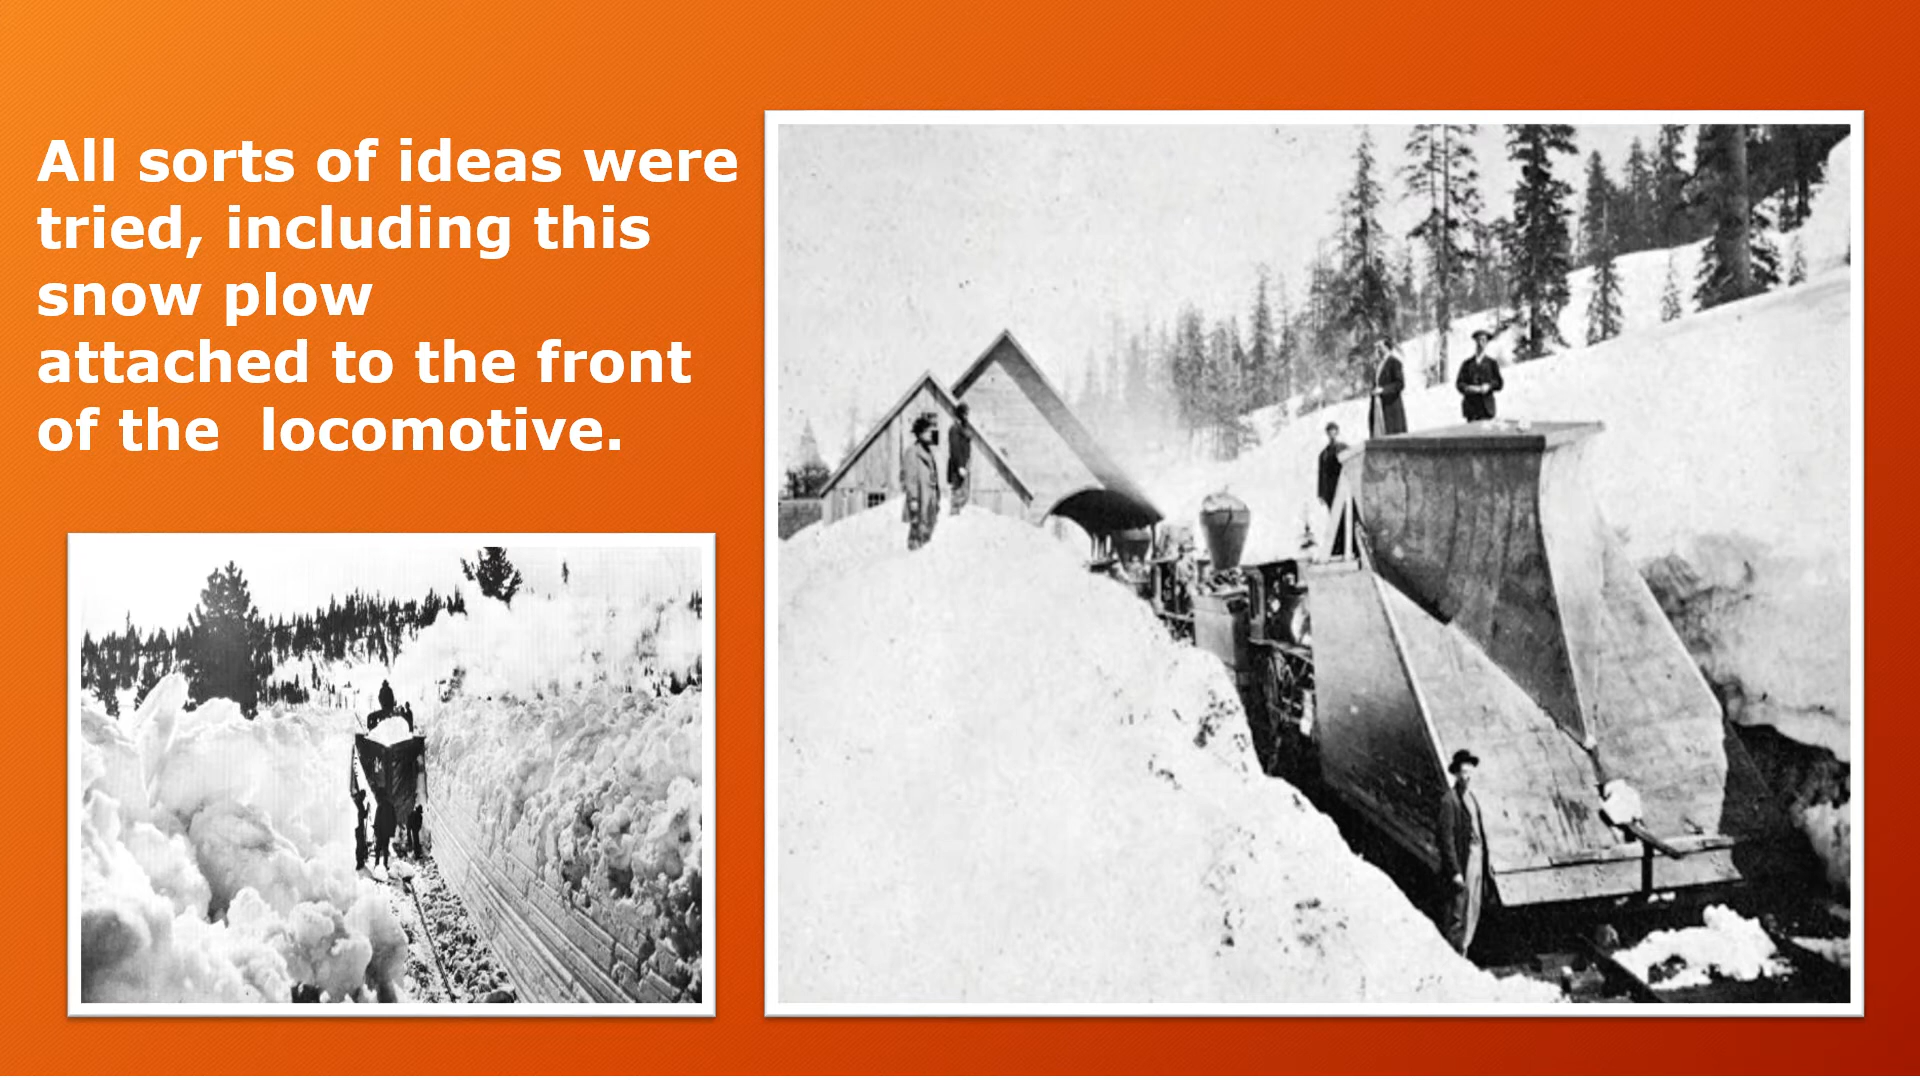 All sorts of ideas were
tried, including this
snow plow
attached to the front
of the  locomotive.